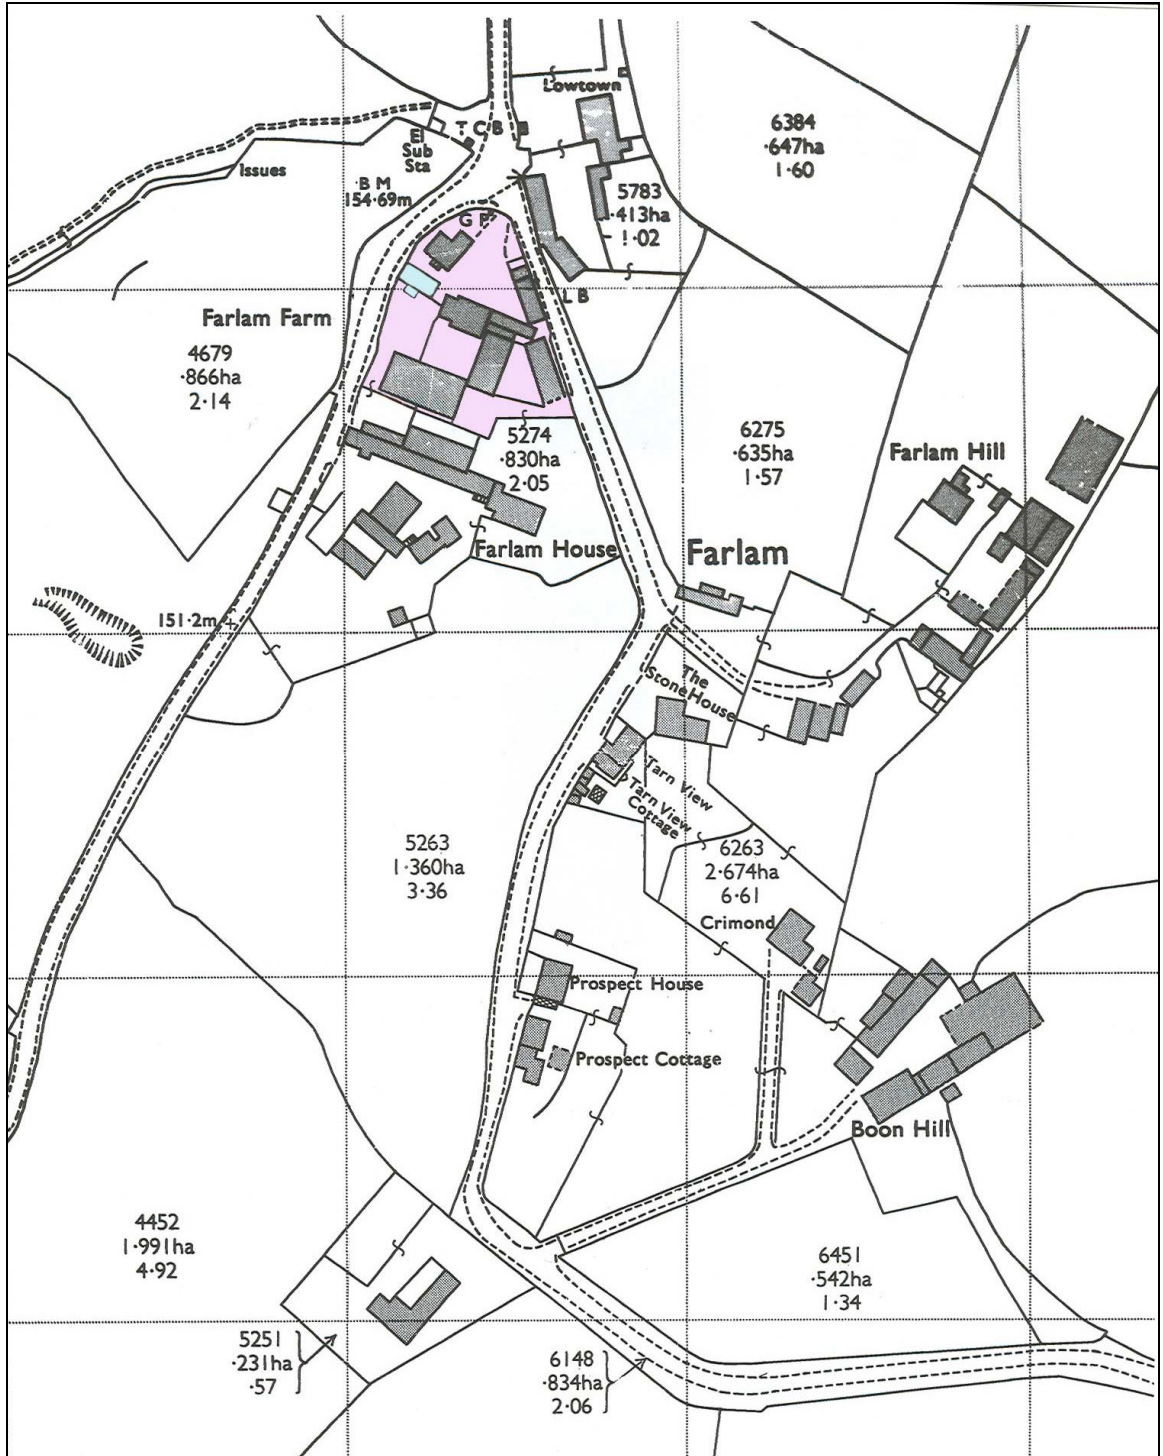 Lowtown
T C B
El
Sub
Sta
Issues
B M
154·69m
6384
·647ha
1·60
5783
·413ha
1·02
G P
L B
Farlam Farm
4679
·866ha
2·14
5274
·830ha
2·05
6275
·635ha
1·57
Farlam Hill
Farlam House
Farlam
151·2m
The
Stone House
Tarn View
Tarn View
Cottage
5263
1·360ha
3·36
6263
2·674ha
6·61
Crimond
Prospect House
Prospect Cottage
Boon Hill
4452
1·991ha
4·92
6451
·542ha
1·34
5251
·231ha
·57
6148
·834ha
2·06